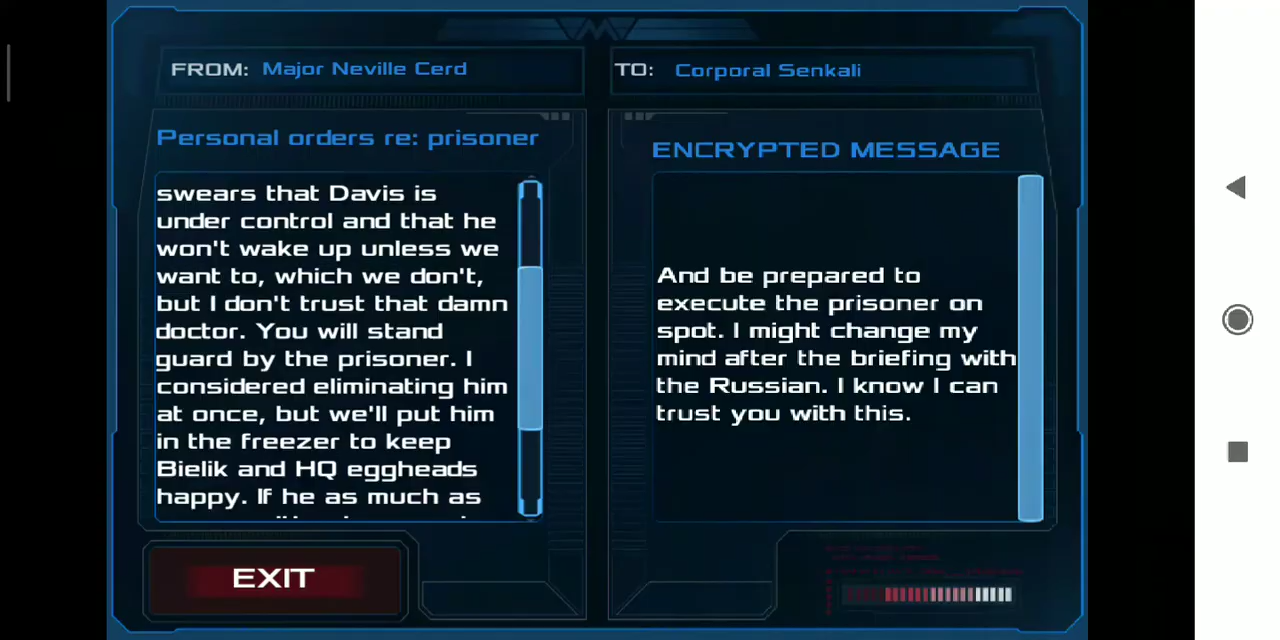 FROM: Major Neville Cerd
TO: Corporal Senkali
Personal orders re: prisoner
swears that Davis is
under control and that he
won't wake up unless we
want to, which we don't,
but I don't trust that damn
doctor. You will stand
guard by the prisoner. I
considered eliminating him
at once, but we'll put him
in the freezer to keep
Bielik and HQ eggheads
happy. If he as much as
ENCRYPTED MESSAGE
And be prepared to
execute the prisoner on
spot. I might change my
mind after the briefing with
the Russian. I know I can
trust you with this.
EXIT